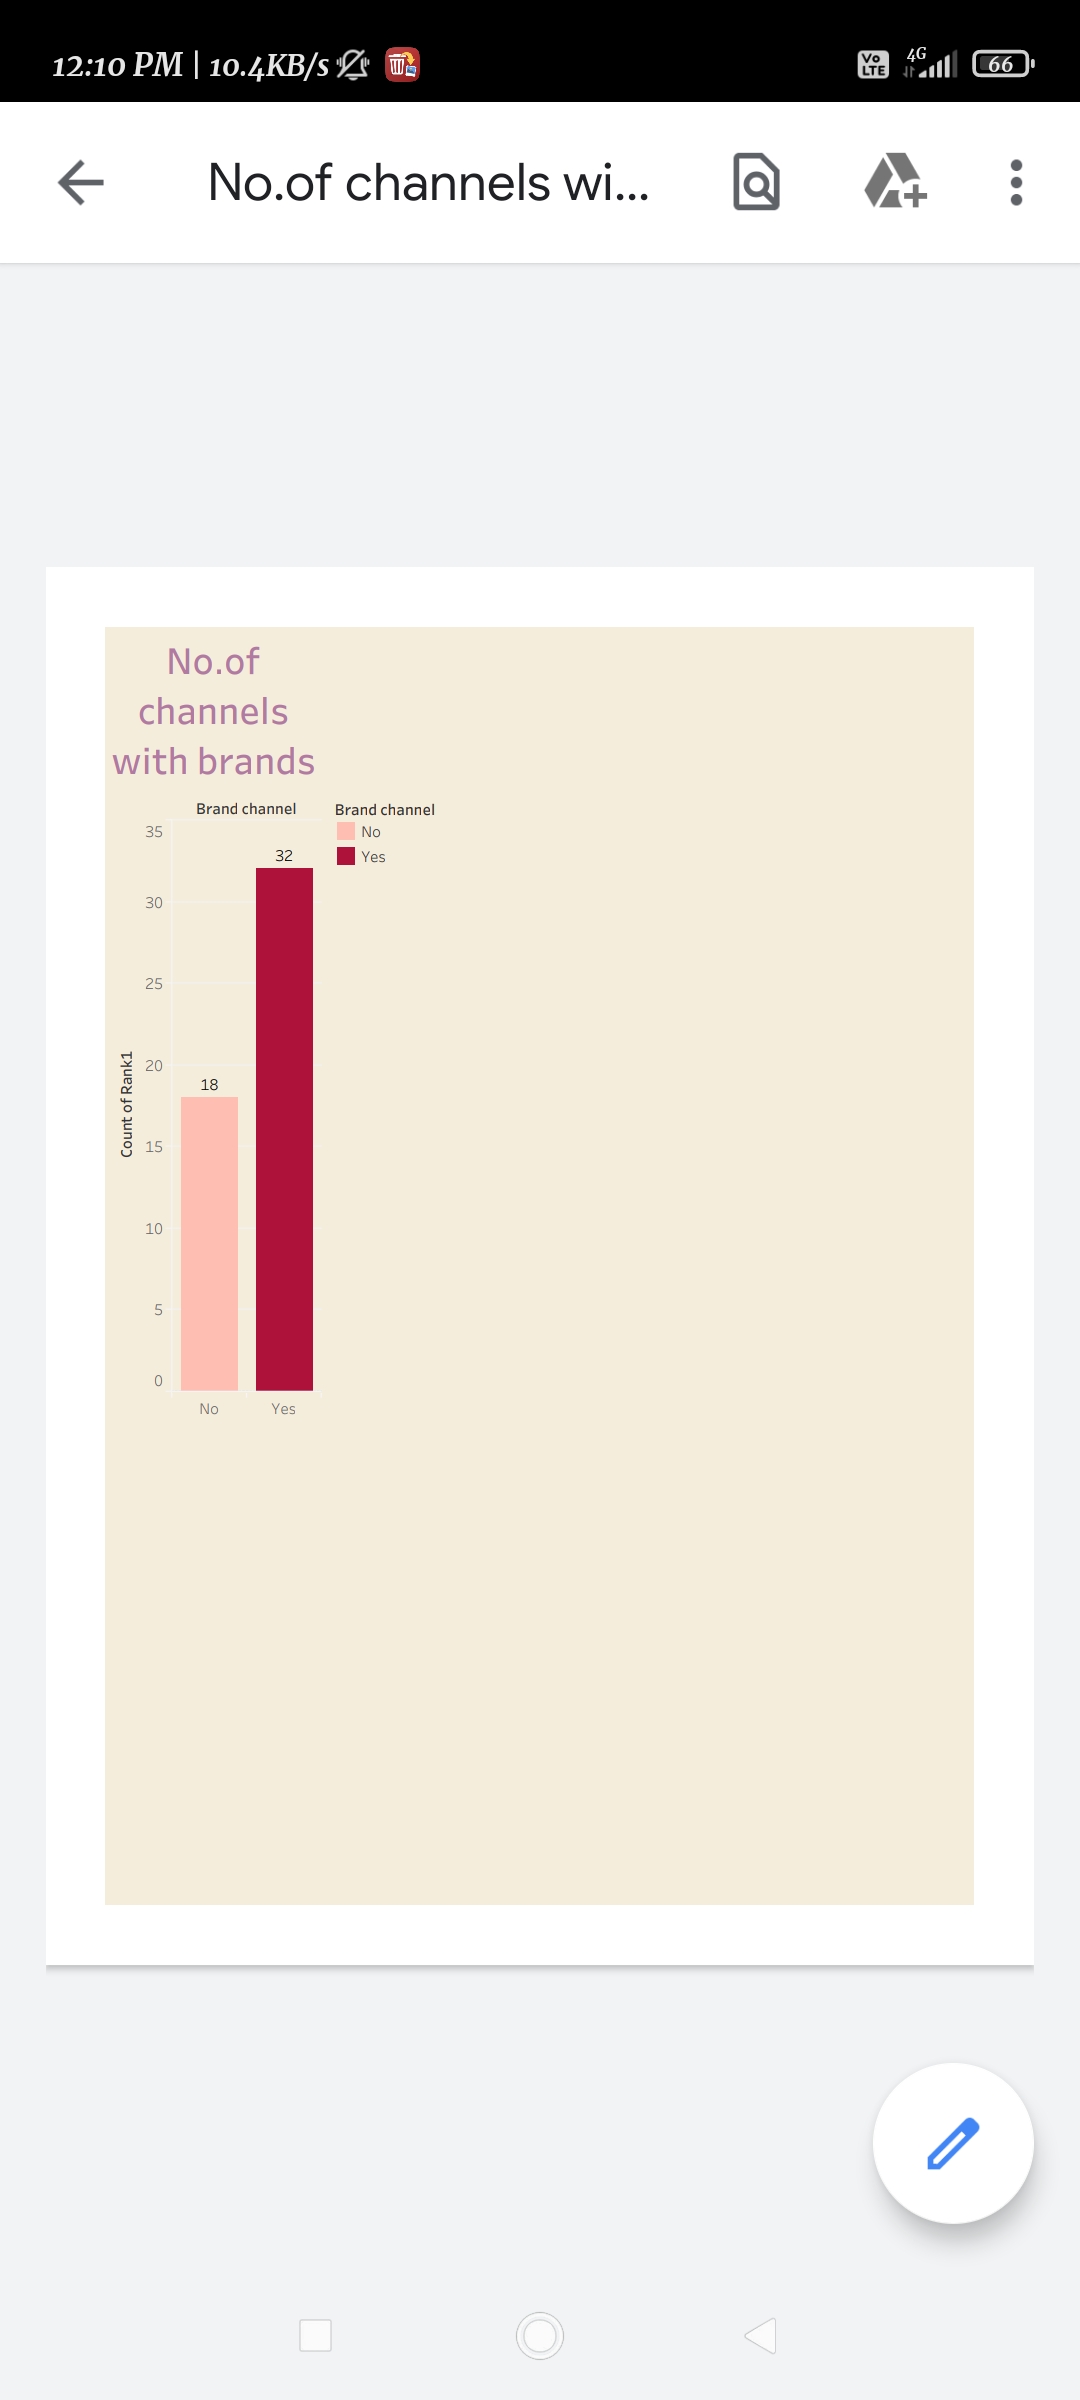 12:10 PM | 10.4KB/s
Vo LTE 4G 66
No.of channels wi...
No.of
channels
with brands
Brand channel
Brand channel
No
Yes
35
30
25
20
15
10
5
0
Count of Rank1
32
18
No Yes